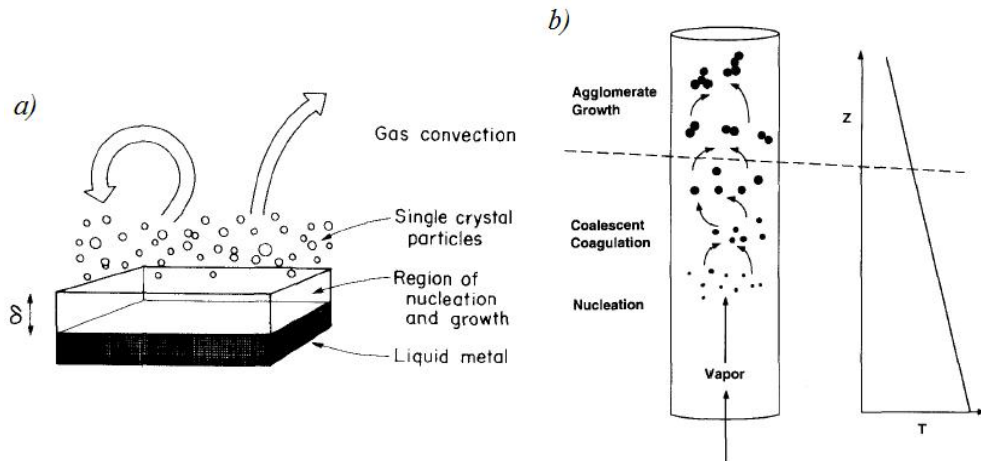 a)
Gas convection
Single crystal
particles
Region of
nucleation
and growth
δ
Liquid metal
b)
Agglomerate
Growth
Z
Coalescent
Coagulation
Nucleation
Vapor
T